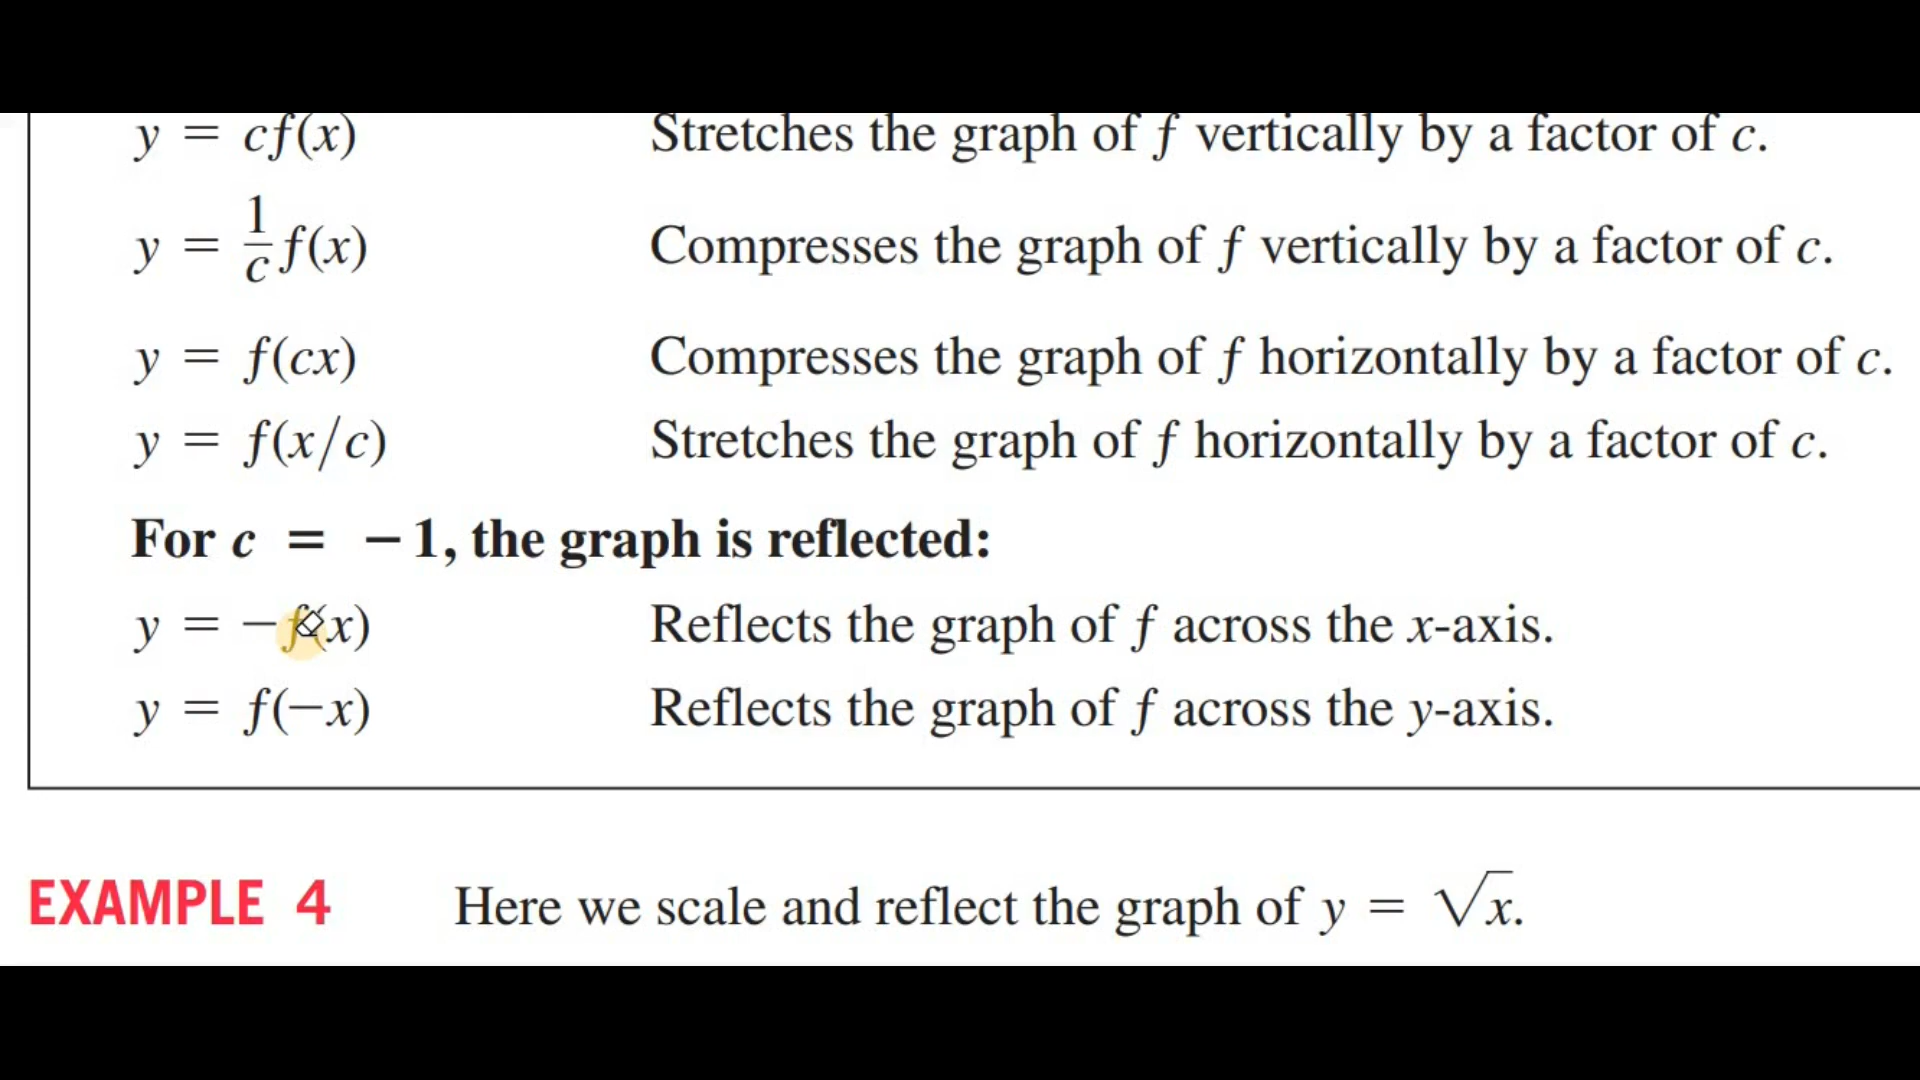 y = cf(x) Stretches the graph of f vertically by a factor of c.
y = 1/c f(x) Compresses the graph of f vertically by a factor of c.
y = f(cx) Compresses the graph of f horizontally by a factor of c.
y = f(x/c) Stretches the graph of f horizontally by a factor of c.
For c = −1, the graph is reflected:
y = −f(x) Reflects the graph of f across the x-axis.
y = f(−x) Reflects the graph of f across the y-axis.
EXAMPLE 4 Here we scale and reflect the graph of y = √x.